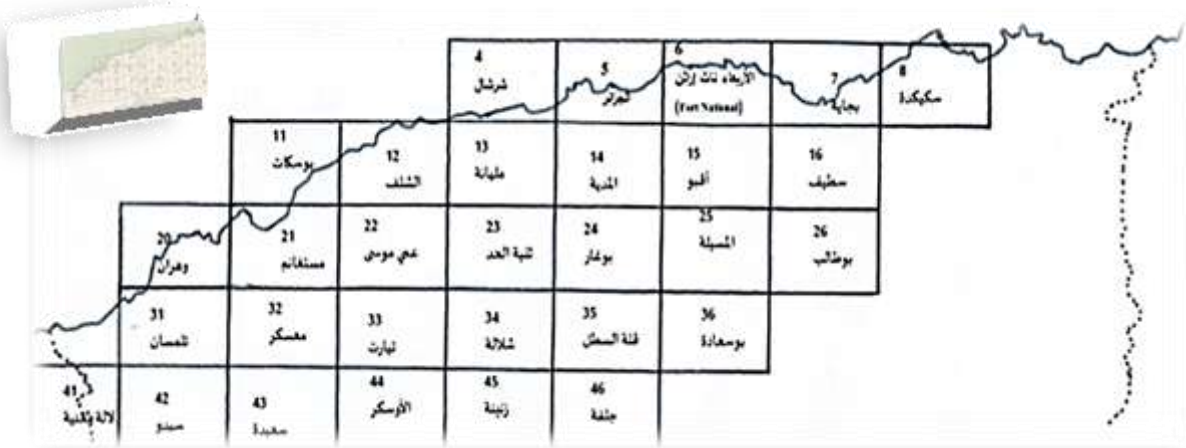 4
شرشال
5
الجزائر
6
الأربعاء ناث إراثن
(Fort National)
7
بجاية
8
سكيكدة
11
بوسكات
12
الشلف
13
مليانة
14
المدية
15
أقبو
16
سطيف
20
وهران
21
مستغانم
22
عمي موسى
23
ثنية الحد
24
بوغار
25
المسيلة
26
بوطالب
31
تلمسان
32
معسكر
33
تيارت
34
شلالة
35
قنة السطل
36
بوسعادة
41
لالة مغنية
42
سبدو
43
سعيدة
44
الأوسكر
45
زنينة
46
جلفة